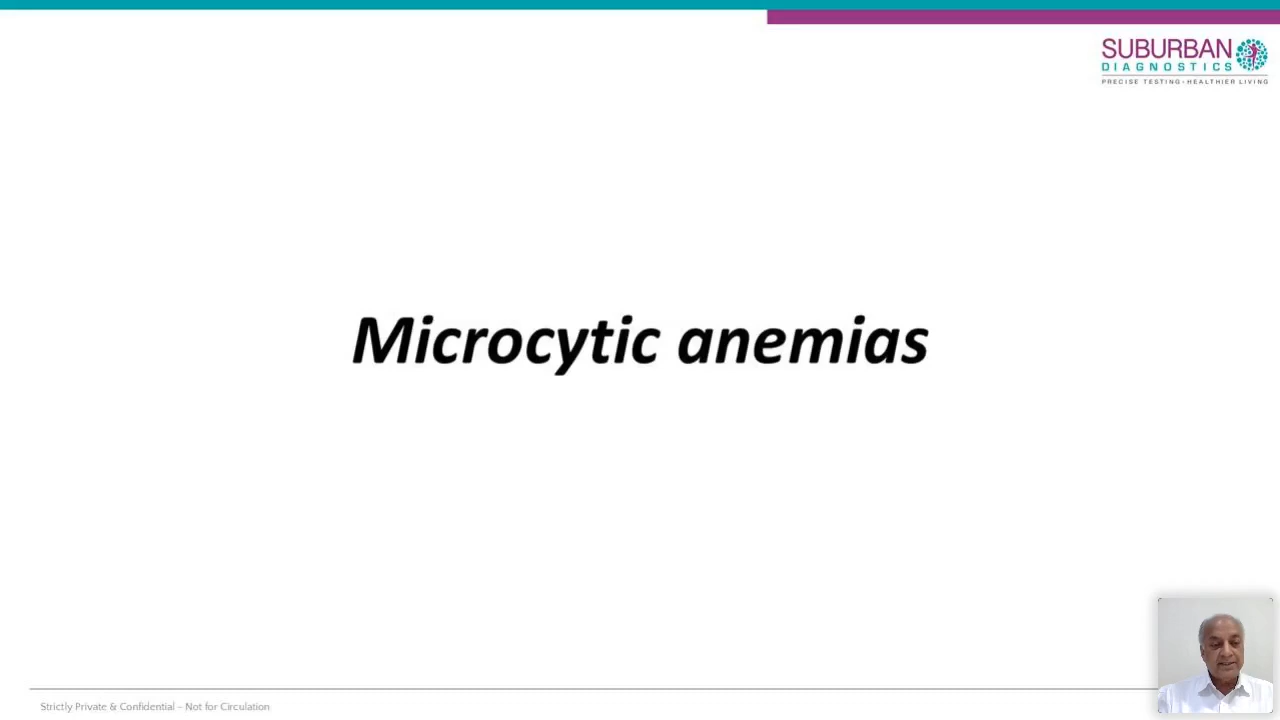 SUBURBAN
DIAGNOSTICS
PRECISE TESTING•HEALTHIER LIVING
Microcytic anemias
Strictly Private & Confidential – Not for Circulation